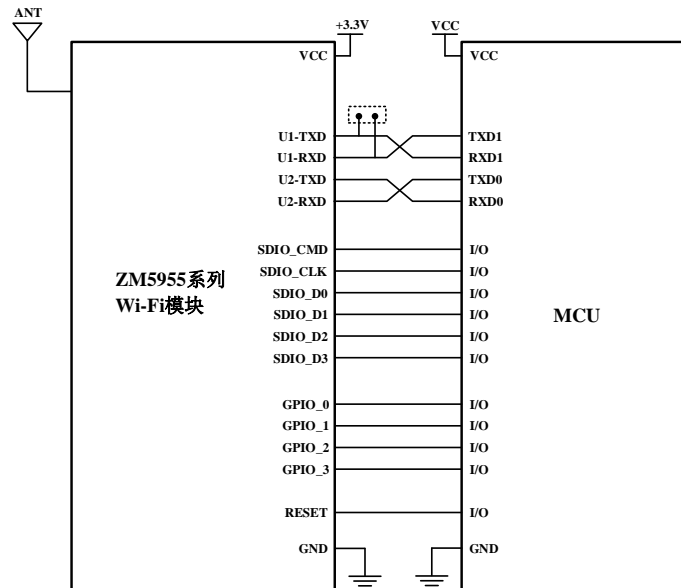 ANT
+3.3V
VCC
VCC
VCC
U1-TXD
TXD1
U1-RXD
RXD1
U2-TXD
TXD0
U2-RXD
RXD0
SDIO_CMD
I/O
SDIO_CLK
I/O
SDIO_D0
I/O
SDIO_D1
I/O
SDIO_D2
I/O
SDIO_D3
I/O
ZM5955系列
Wi-Fi模块
MCU
GPIO_0
I/O
GPIO_1
I/O
GPIO_2
I/O
GPIO_3
I/O
RESET
I/O
GND
GND